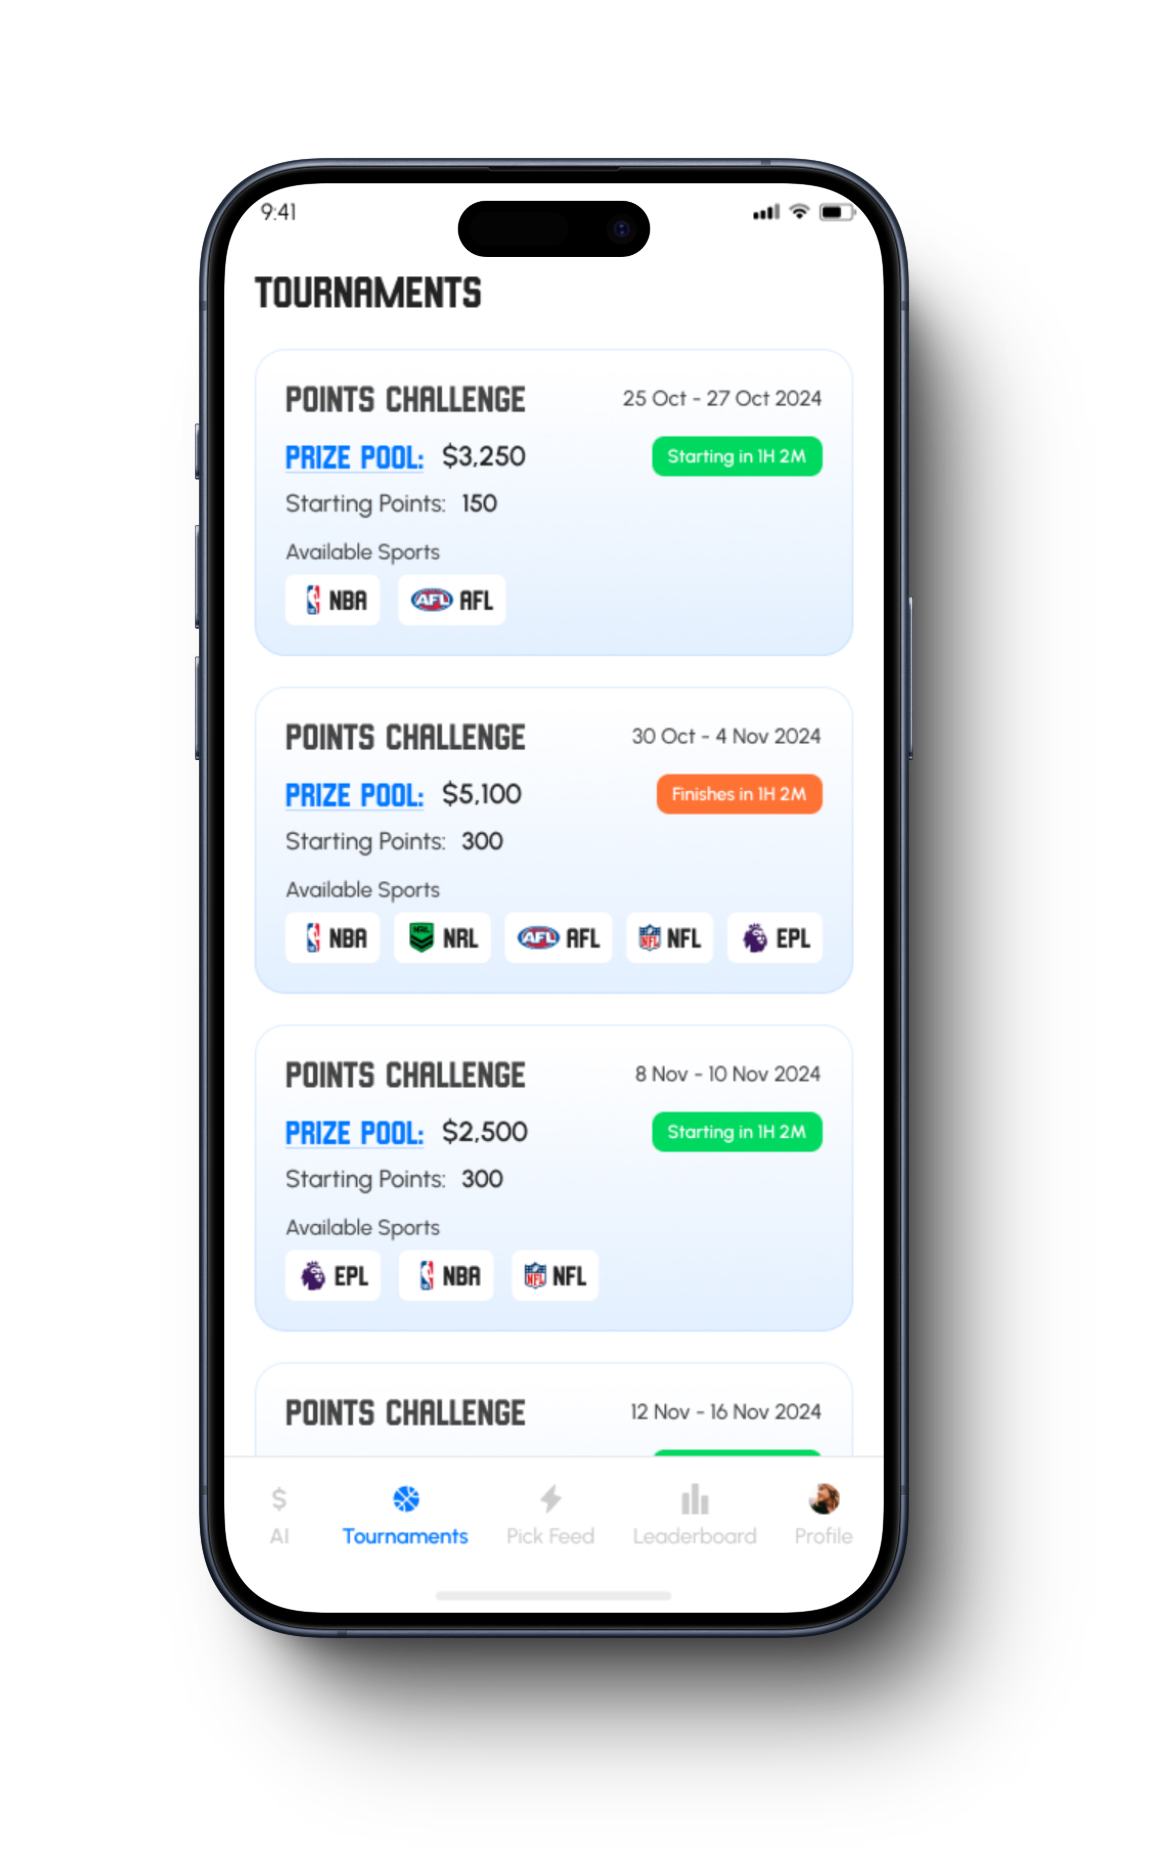 9:41
TOURNAMENTS
POINTS CHALLENGE 25 Oct - 27 Oct 2024
PRIZE POOL: $3,250 Starting in 1H 2M
Starting Points: 150
Available Sports
NBA AFL AFL
POINTS CHALLENGE 30 Oct - 4 Nov 2024
PRIZE POOL: $5,100 Finishes in 1H 2M
Starting Points: 300
Available Sports
NBA NRL NRL AFL AFL NFL NFL EPL
POINTS CHALLENGE 8 Nov - 10 Nov 2024
PRIZE POOL: $2,500 Starting in 1H 2M
Starting Points: 300
Available Sports
EPL NBA NFL NFL
POINTS CHALLENGE 12 Nov - 16 Nov 2024
$
AI Tournaments Pick Feed Leaderboard Profile